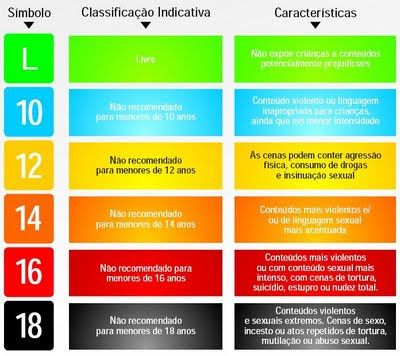 Símbolo Classificação Indicativa Características
L
Livre
Não expõe crianças a conteúdos
potencialmente prejudiciais
10
Não recomendado
para menores de 10 anos
Conteúdo violento ou linguagem
inapropriada para crianças,
ainda que em menor intensidade
12
Não recomendado
para menores de 12 anos
As cenas podem conter agressão
física, consumo de drogas
e insinuação sexual
14
Não recomendado
para menores de 14 anos
Conteúdos mais violentos e/
ou de linguagem sexual
mais acentuada
16
Não recomendado para
menores de 16 anos
Conteúdos mais violentos
ou com conteúdo sexual mais
intenso, com cenas de tortura,
suicídio, estupro ou nudez total.
18
Não recomendado
para menores de 18 anos
Conteúdos violentos
e sexuais extremos. Cenas de sexo,
incesto ou atos repetidos de tortura,
mutilação ou abuso sexual.